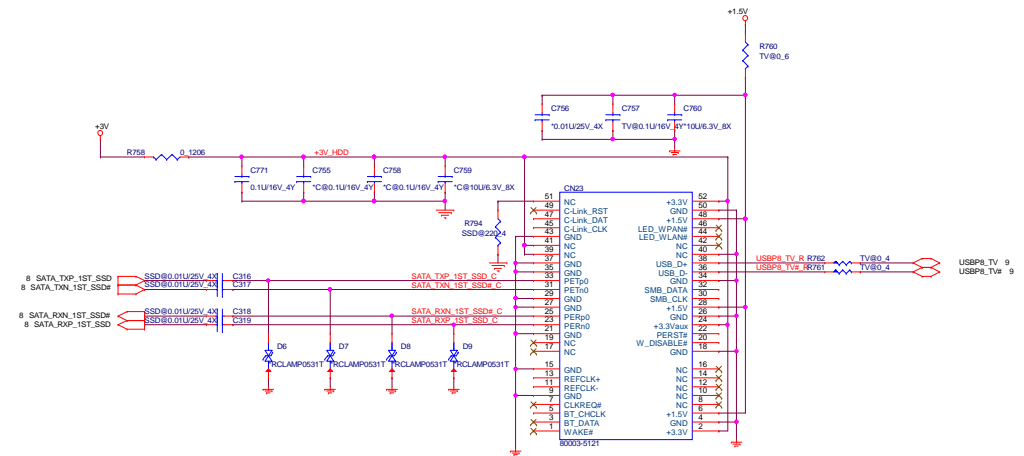 +1.5V
R760
TV@0_6
C756
C757
C760
*0.01U/25V_4X
TV@0.1U/16V_4Y
*10U/6.3V_8X
+3V
R758
0_1206
+3V_HDD
C771
C755
C758
C759
0.1U/16V_4Y
*C@0.1U/16V_4Y
*C@0.1U/16V_4Y
*C@10U/6.3V_8X
R794
CN23
51 NC +3.3V 52
49 C-Link_RST GND 50
47 C-Link_DAT +1.5V 48
45 C-Link_CLK LED_WPAN# 46
43 GND LED_WLAN# 44
41 NC NC 42
39 NC GND 40
37 GND USB_D+ 38
35 GND USB_D- 36
33 PETp0 GND 34
31 PETn0 SMB_DATA 32
29 GND SMB_CLK 30
27 GND +1.5V 28
25 PERp0 GND 26
23 PERn0 +3.3Vaux 24
21 GND PERST# 22
19 NC W_DISABLE# 20
17 NC GND 18
15 GND NC 16
13 REFCLK+ NC 14
11 REFCLK- NC 12
9 GND NC 10
7 CLKREQ# NC 8
5 BT_CHCLK +1.5V 6
3 BT_DATA GND 4
1 WAKE# +3.3V 2
80003-5121
8 SATA_TXP_1ST_SSD SSD@0.01U/25V_4X C316 SATA_TXP_1ST_SSD_C
8 SATA_TXN_1ST_SSD# SSD@0.01U/25V_4X C317 SATA_TXN_1ST_SSD#_C
8 SATA_RXN_1ST_SSD# SSD@0.01U/25V_4X C318 SATA_RXN_1ST_SSD#_C
8 SATA_RXP_1ST_SSD SSD@0.01U/25V_4X C319 SATA_RXP_1ST_SSD_C
USBP8_TV_R R762 TV@0_4 USBP8_TV 9
USBP8_TV#_R R761 TV@0_4 USBP8_TV# 9
D6
D7
D8
D9
RCLAMP0531T
RCLAMP0531T
RCLAMP0531T
RCLAMP0531T